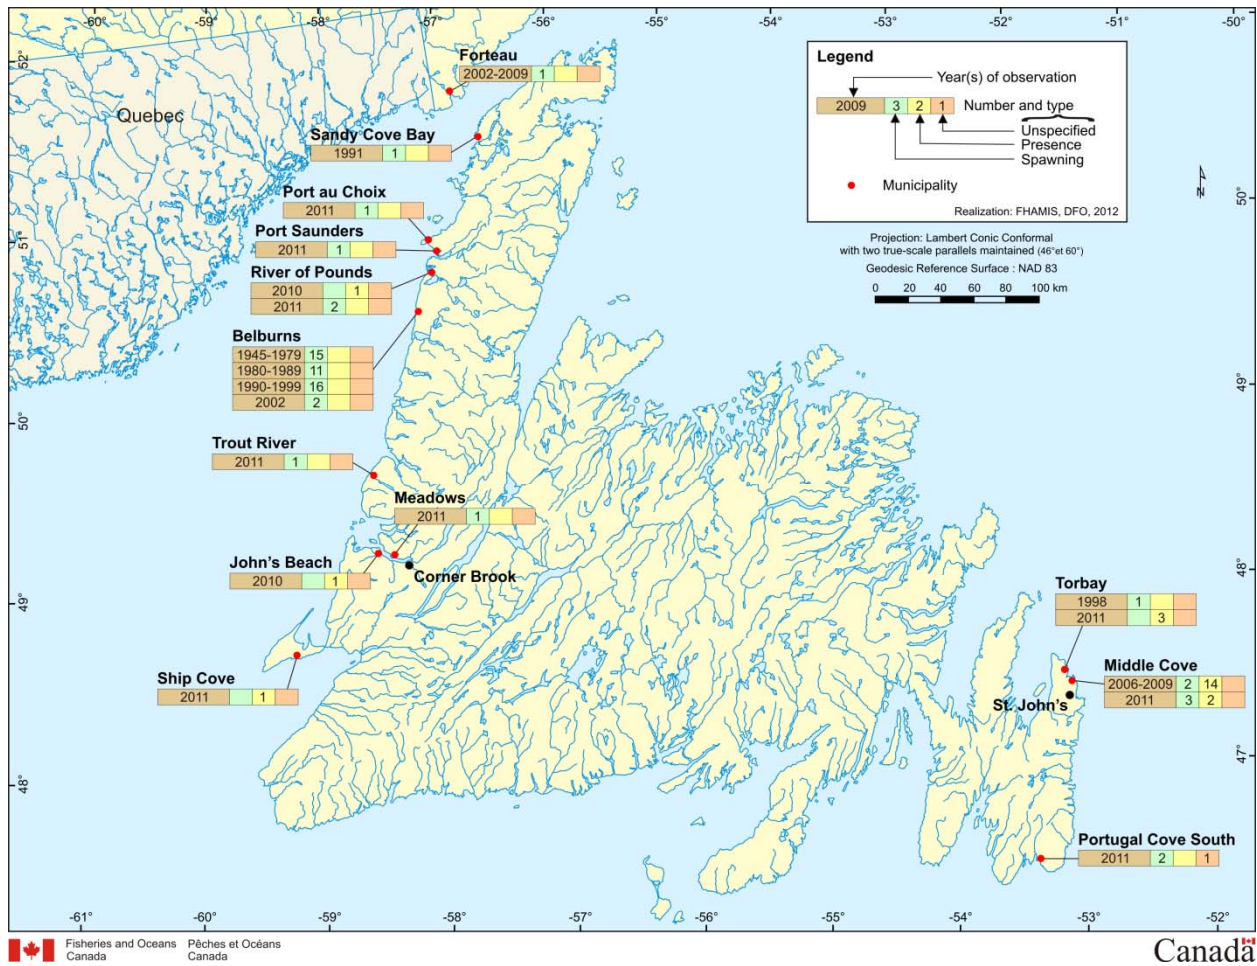 -60° -59° -58° -57° -56° -55° -54° -53° -52° -51° -50°
52°
51°
50°
49°
48°
50°
49°
48°
47°
Quebec
Forteau
2002-2009 1
Sandy Cove Bay
1991 1
Port au Choix
2011 1
Port Saunders
2011 1
River of Pounds
2010 1
2011 2
Belburns
1945-1979 15
1980-1989 11
1990-1999 16
2002 2
Trout River
2011 1
Meadows
2011 1
John's Beach
2010 1
Corner Brook
Ship Cove
2011 1
Legend
Year(s) of observation
2009 3 2 1 Number and type
Unspecified
Presence
Spawning
Municipality
Realization: FHAMIS, DFO, 2012
N
Projection: Lambert Conic Conformal
with two true-scale parallels maintained (46°et 60°)
Geodesic Reference Surface : NAD 83
0 20 40 60 80 100 km
Torbay
1998 1
2011 3
Middle Cove
2006-2009 2 14
2011 3 2
St. John's
Portugal Cove South
2011 2 1
-61° -60° -59° -58° -57° -56° -55° -54° -53° -52°
Fisheries and Oceans
Canada
Pêches et Océans
Canada
Canada